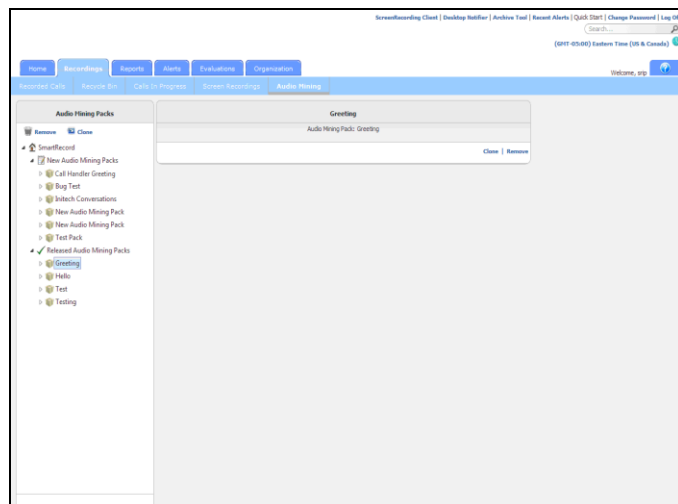 ScreenRecording Client | Desktop Notifier | Archive Tool | Recent Alerts | Quick Start | Change Password | Log Of
Search...
(GMT-05:00) Eastern Time (US & Canada)
Home Recordings Reports Alerts Evaluations Organization
Welcome, orip
Recorded Calls Recycle Bin Calls In Progress Screen Recordings Audio Mining
Audio Mining Packs
Remove Clone
SmartRecord
New Audio Mining Packs
Call Handler Greeting
Bug Test
Initech Conversations
New Audio Mining Pack
New Audio Mining Pack
Test Pack
Released Audio Mining Packs
Greeting
Hello
Test
Testing
Greeting
Audio Mining Pack: Greeting
Clone | Remove